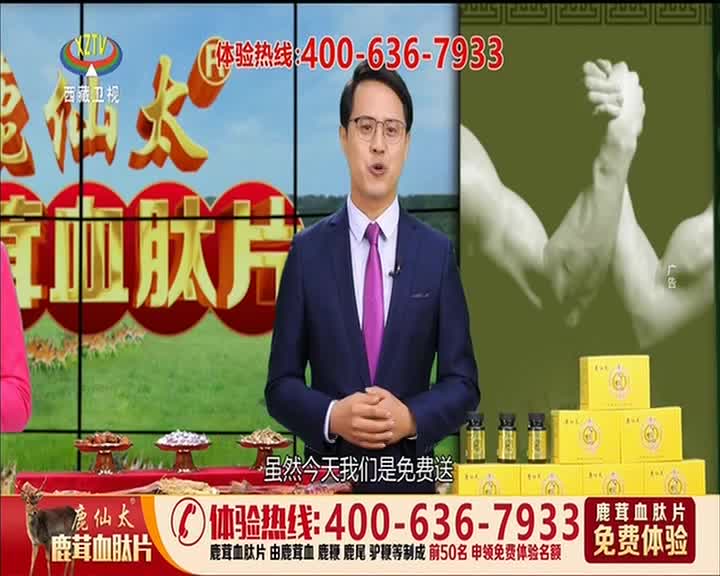 体验热线:400-636-7933
XZTV
西藏卫视
鹿仙太®
鹿茸血肽片
广告
虽然今天我们是免费送
鹿仙太®
鹿茸血肽片
体验热线:400-636-7933
鹿茸血肽片 由鹿茸血 鹿鞭 鹿尾 驴鞭等制成 前50名 申领免费体验名额
鹿茸血肽片
免费体验